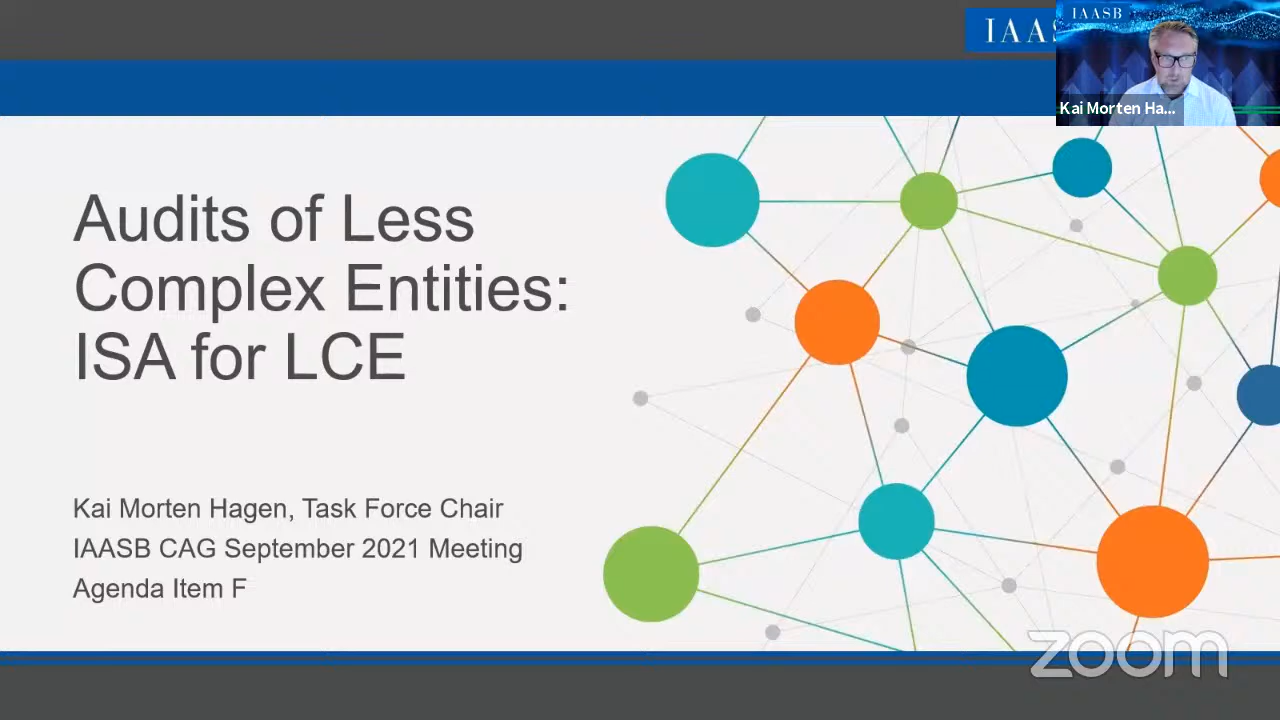 IAASB
Kai Morten Ha...
Audits of Less
Complex Entities:
ISA for LCE
Kai Morten Hagen, Task Force Chair
IAASB CAG September 2021 Meeting
Agenda Item F
zoom